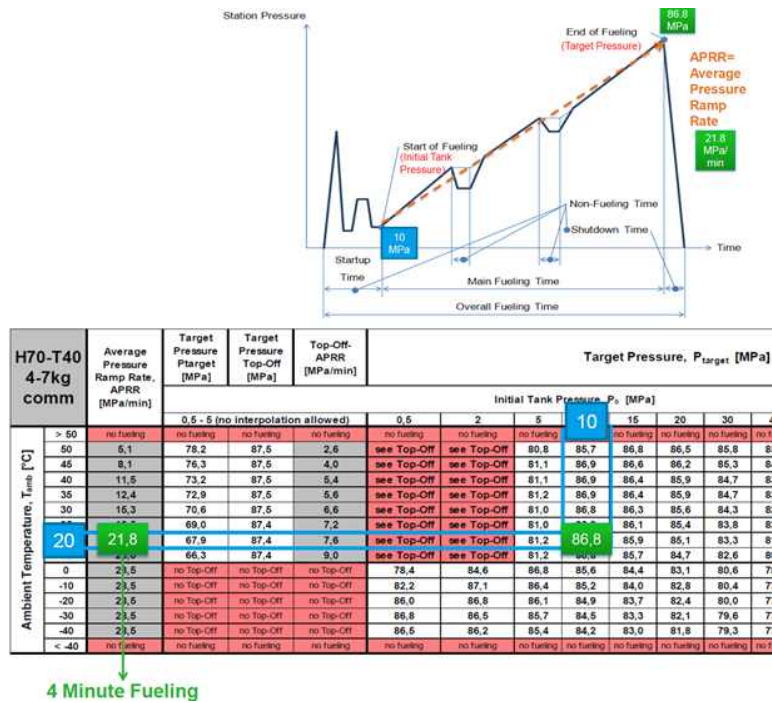 Station Pressure
86.8
MPa
End of Fueling
(Target Pressure)
APRR=
Average
Pressure
Ramp
Rate
21.8
MPa/
min
Start of Fueling
(Initial Tank
Pressure)
10
MPa
Non-Fueling Time
Shutdown Time
Time
Startup
Time
Main Fueling Time
Overall Fueling Time
H70-T40
4-7kg
comm
Average
Pressure
Ramp Rate,
APRR
[MPa/min]
Target
Pressure
Ptarget
[MPa]
Target
Pressure
Top-Off
[MPa]
Top-Off-
APRR
[MPa/min]
Target Pressure, Ptarget [MPa]
Initial Tank Pressure, P₀ [MPa]
0,5 - 5 (no interpolation allowed) 0,5 2 5 10 15 20 30
Ambient Temperature, Tamb [°C]
> 50 no fueling no fueling no fueling no fueling no fueling no fueling no fueling no fueling no fueling no fueling no fueling
50 5,1 78,2 87,5 2,6 see Top-Off see Top-Off 80,8 85,7 86,8 86,5 85,8
45 8,1 76,3 87,5 4,0 see Top-Off see Top-Off 81,1 86,9 86,6 86,2 85,3
40 11,5 73,2 87,5 5,4 see Top-Off see Top-Off 81,1 86,9 86,4 85,9 84,7
35 12,4 72,9 87,5 5,6 see Top-Off see Top-Off 81,2 86,9 86,4 85,9 84,7
30 15,3 70,6 87,5 6,6 see Top-Off see Top-Off 81,0 86,8 86,3 85,6 84,3
69,0 87,4 7,2 see Top-Off see Top-Off 81,0 86,1 85,4 83,8
20 21,8 67,9 87,4 7,6 see Top-Off see Top-Off 81,2 86,8 85,9 85,1 83,3
66,3 87,4 9,0 see Top-Off see Top-Off 81,2 85,7 84,7 82,6
0 28,5 no Top-Off no Top-Off no Top-Off 78,4 84,6 86,8 85,6 84,4 83,1 80,6
-10 28,5 no Top-Off no Top-Off no Top-Off 82,2 87,1 86,4 85,2 84,0 82,8 80,4
-20 28,5 no Top-Off no Top-Off no Top-Off 86,0 86,8 86,1 84,9 83,7 82,4 80,0
-30 28,5 no Top-Off no Top-Off no Top-Off 86,8 86,5 85,7 84,5 83,3 82,1 79,6
-40 28,5 no Top-Off no Top-Off no Top-Off 86,5 86,2 85,4 84,2 83,0 81,8 79,3
< -40 no fueling no fueling no fueling no fueling no fueling no fueling no fueling no fueling no fueling no fueling no fueling
4 Minute Fueling